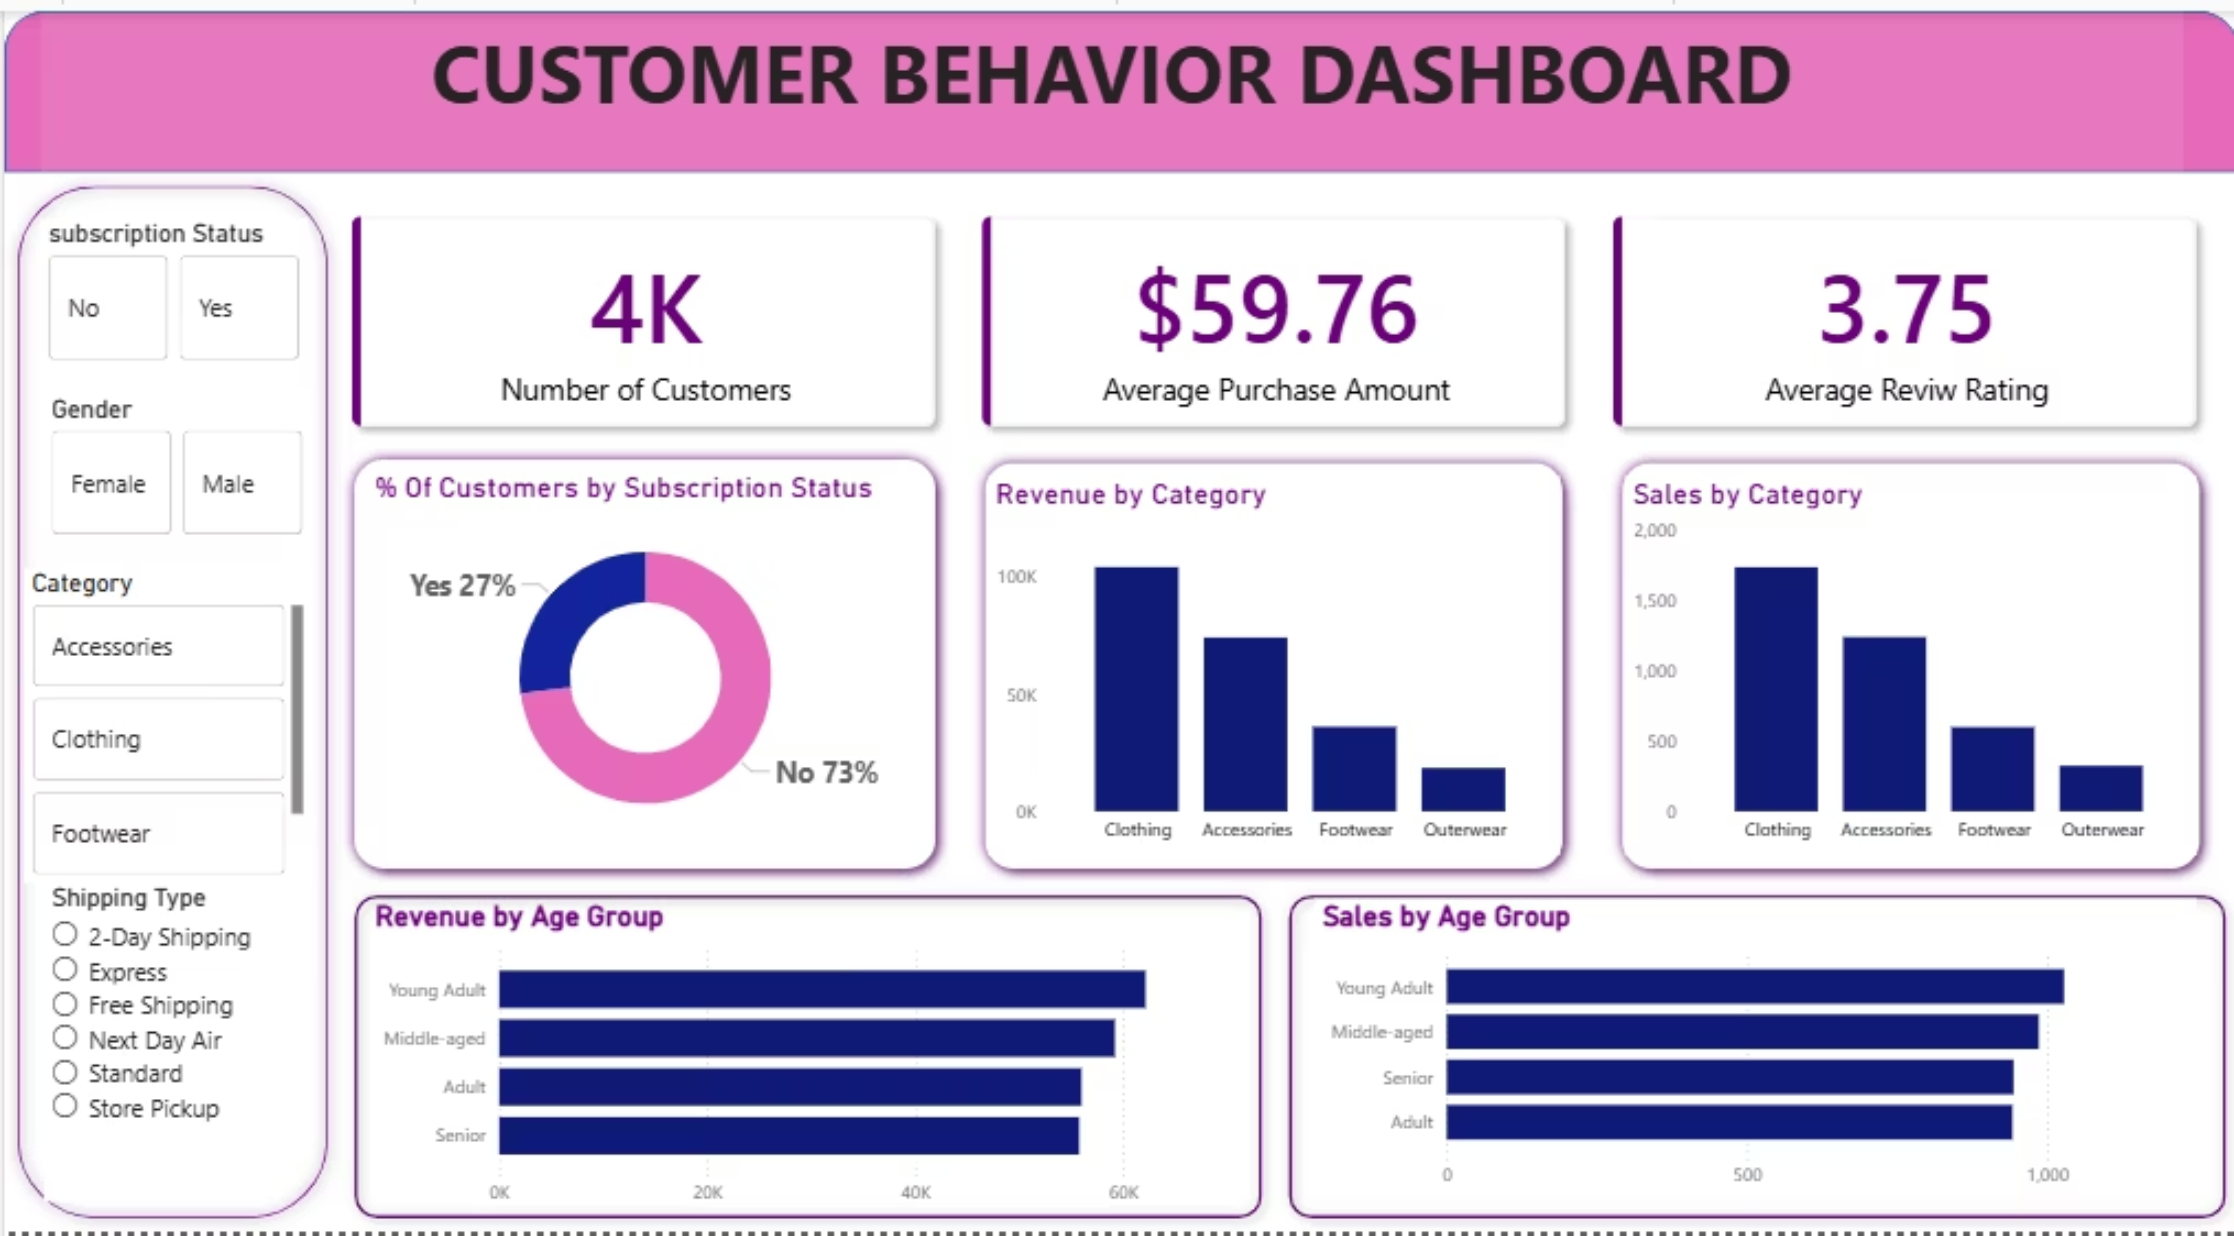 CUSTOMER BEHAVIOR DASHBOARD
subscription Status
No
Yes
Gender
Female
Male
Category
Accessories
Clothing
Footwear
Shipping Type
2-Day Shipping
Express
Free Shipping
Next Day Air
Standard
Store Pickup
4K
Number of Customers
$59.76
Average Purchase Amount
3.75
Average Reviw Rating
% Of Customers by Subscription Status
Yes 27%
No 73%
Revenue by Category
100K
50K
0K
Clothing Accessories Footwear Outerwear
Sales by Category
2,000
1,500
1,000
500
0
Clothing Accessories Footwear Outerwear
Revenue by Age Group
Young Adult
Middle-aged
Adult
Senior
0K 20K 40K 60K
Sales by Age Group
Young Adult
Middle-aged
Senior
Adult
0 500 1,000